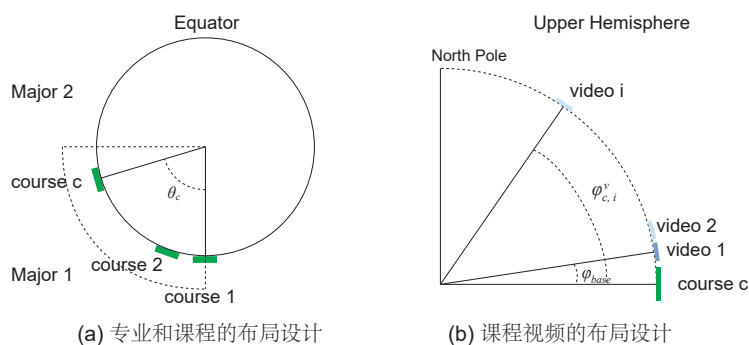 Equator
Major 2
course c
θc
Major 1
course 2
course 1
(a) 专业和课程的布局设计
Upper Hemisphere
North Pole
video i
φ^v_{c, i}
video 2
video 1
φbase
course c
(b) 课程视频的布局设计